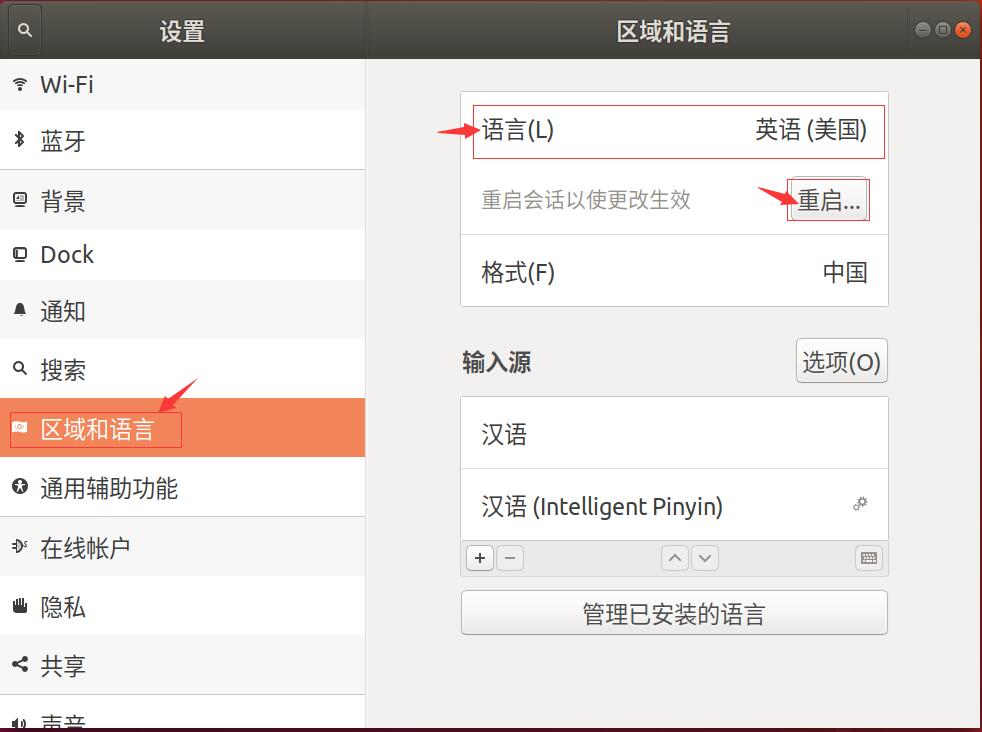 设置
区域和语言
Wi-Fi
蓝牙
背景
Dock
通知
搜索
区域和语言
通用辅助功能
在线帐户
隐私
共享
声音
语言(L) 英语 (美国)
重启会话以使更改生效 重启...
格式(F) 中国
输入源 选项(O)
汉语
汉语 (Intelligent Pinyin)
管理已安装的语言